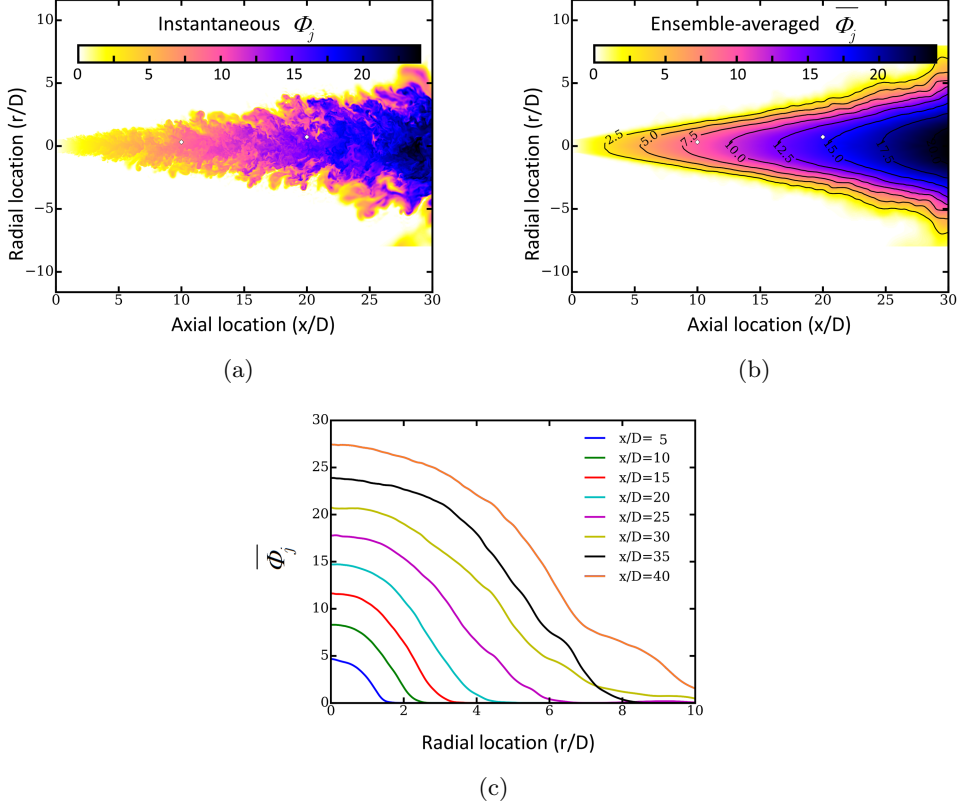 Instantaneous Φj
0 5 10 15 20
Radial location (r/D)
10
5
0
−5
−10
0 5 10 15 20 25 30
Axial location (x/D)
(a)
Ensemble-averaged Φ̅j
0 5 10 15 20
2.5 5.0 7.5 10.0 12.5 15.0
Radial location (r/D)
10
5
0
−5
−10
0 5 10 15 20 25 30
Axial location (x/D)
(b)
30
25
20
15
10
5
0
Φ̅j
x/D= 5
x/D=10
x/D=15
x/D=20
x/D=25
x/D=30
x/D=35
x/D=40
0 2 4 6 8 10
Radial location (r/D)
(c)